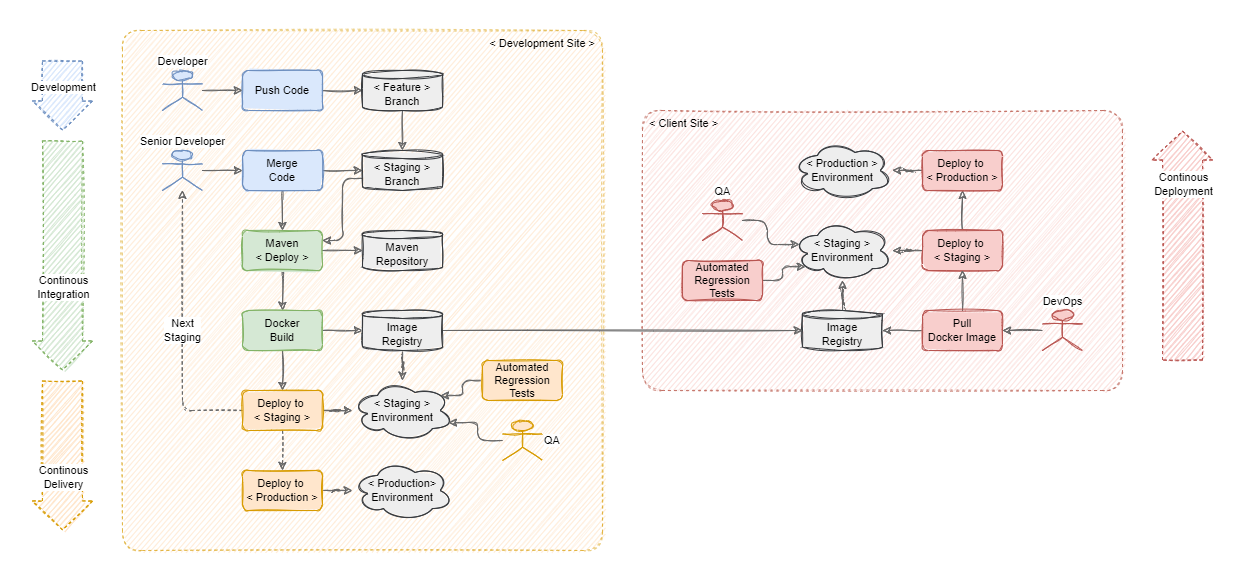 < Development Site >
Developer
Development
Push Code
< Feature >
Branch
Senior Developer
Merge
Code
< Staging >
Branch
Maven
< Deploy >
Maven
Repository
Continous
Integration
Next
Staging
Docker
Build
Image
Registry
Automated
Regression
Tests
Deploy to
< Staging >
< Staging >
Environment
QA
Continous
Delivery
Deploy to
< Production >
< Production>
Environment
< Client Site >
< Production >
Environment
Deploy to
< Production >
Continous
Deployment
QA
< Staging >
Environment
Deploy to
< Staging >
Automated
Regression
Tests
DevOps
Image
Registry
Pull
Docker Image